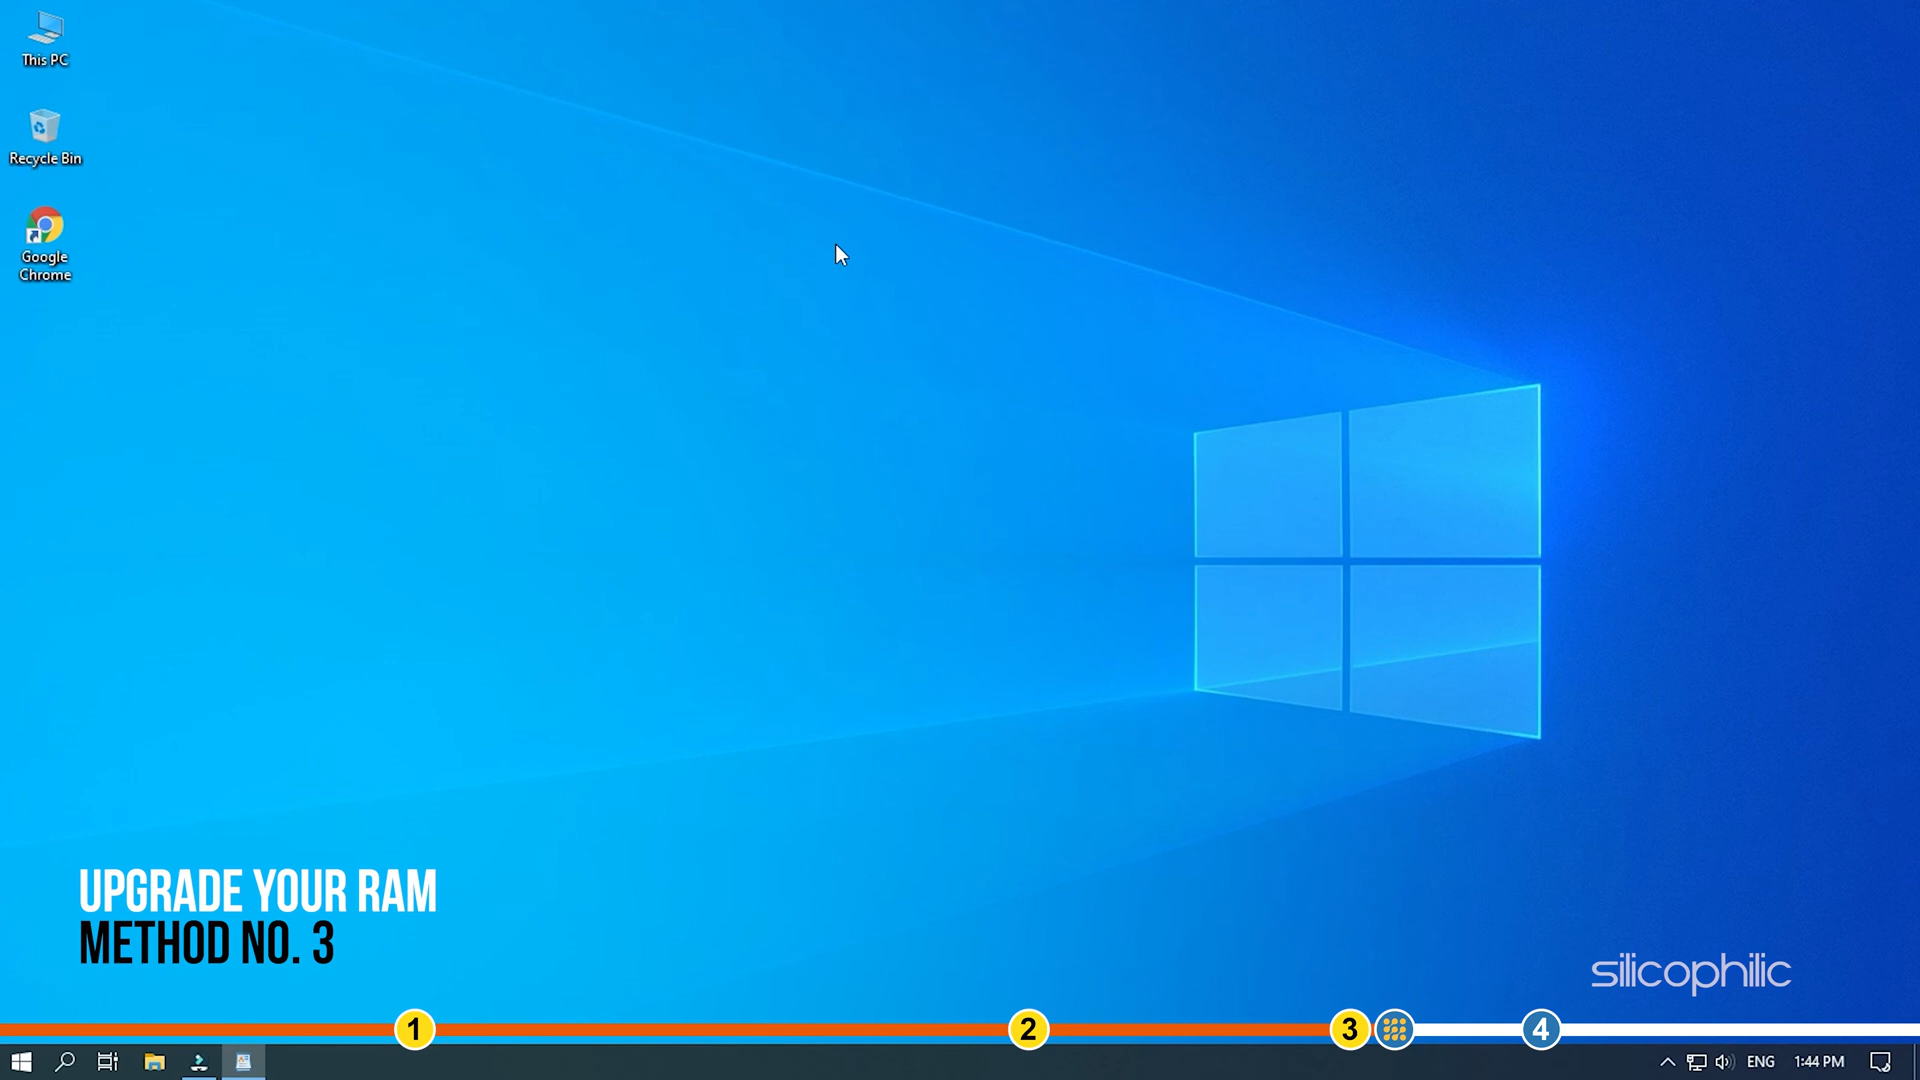 This PC
Recycle Bin
Google
Chrome
UPGRADE YOUR RAM
METHOD NO. 3
silicophilic
1
2
3
4
ENG
1:44 PM